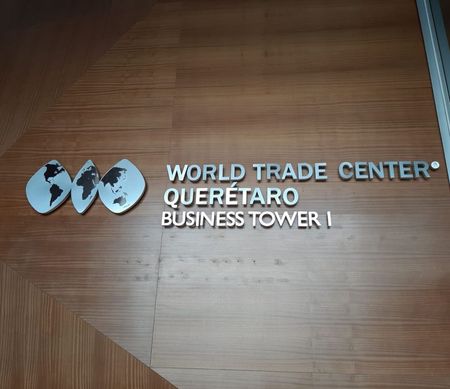 WORLD TRADE CENTER®
QUERÉTARO
BUSINESS TOWER I